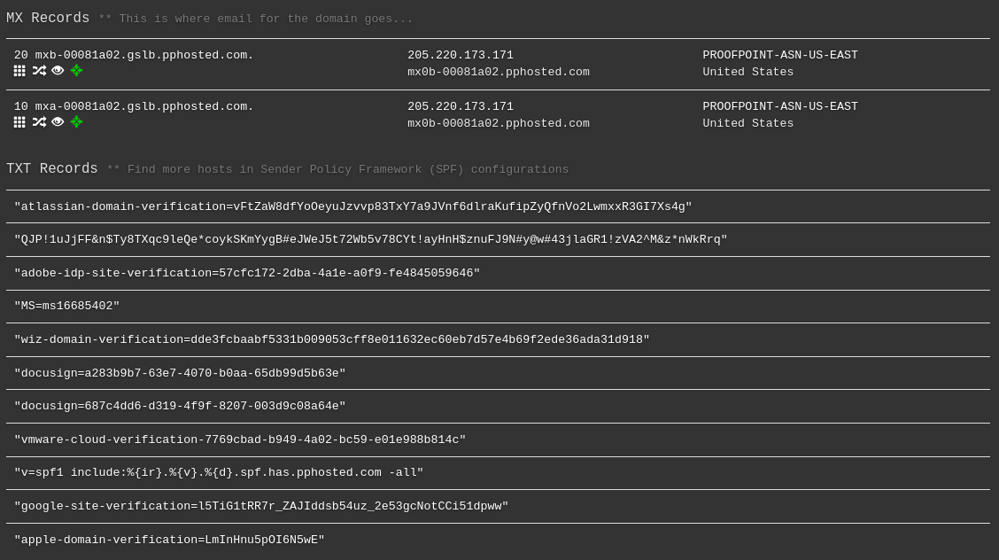 MX Records ** This is where email for the domain goes...
20 mxb-00081a02.gslb.pphosted.com. 205.220.173.171 PROOFPOINT-ASN-US-EAST
mx0b-00081a02.pphosted.com United States
10 mxa-00081a02.gslb.pphosted.com. 205.220.173.171 PROOFPOINT-ASN-US-EAST
mx0b-00081a02.pphosted.com United States
TXT Records ** Find more hosts in Sender Policy Framework (SPF) configurations
"atlassian-domain-verification=vFtZaW8dfYoOeyuJzvvp83TxY7a9JVnf6dlraKufipZyQfnVo2LwmxxR3GI7Xs4g"
"QJP!1uJjFF&n$Ty8TXqc9leQe*coykSKmYygB#eJWeJ5t72Wb5v78CYt!ayHnH$znuFJ9N#y@w#43jlaGR1!zVA2^M&z*nWkRrq"
"adobe-idp-site-verification=57cfc172-2dba-4a1e-a0f9-fe4845059646"
"MS=ms16685402"
"wiz-domain-verification=dde3fcbaabf5331b009053cff8e011632ec60eb7d57e4b69f2ede36ada31d918"
"docusign=a283b9b7-63e7-4070-b0aa-65db99d5b63e"
"docusign=687c4dd6-d319-4f9f-8207-003d9c08a64e"
"vmware-cloud-verification-7769cbad-b949-4a02-bc59-e01e988b814c"
"v=spf1 include:%{ir}.%{v}.%{d}.spf.has.pphosted.com -all"
"google-site-verification=l5TiG1tRR7r_ZAJIddsb54uz_2e53gcNotCCi51dpww"
"apple-domain-verification=LmInHnu5pOI6N5wE"